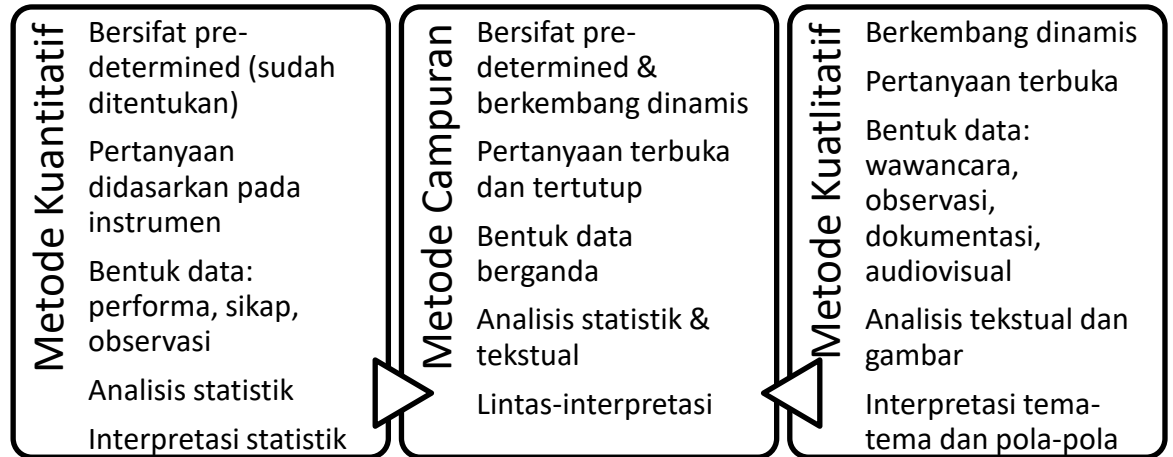 Metode Kuantitatif
Bersifat pre-
determined (sudah
ditentukan)
Pertanyaan
didasarkan pada
instrumen
Bentuk data:
performa, sikap,
observasi
Analisis statistik
Interpretasi statistik
Metode Campuran
Bersifat pre-
determined &
berkembang dinamis
Pertanyaan terbuka
dan tertutup
Bentuk data
berganda
Analisis statistik &
tekstual
Lintas-interpretasi
Metode Kuatlitatif
Berkembang dinamis
Pertanyaan terbuka
Bentuk data:
wawancara,
observasi,
dokumentasi,
audiovisual
Analisis tekstual dan
gambar
Interpretasi tema-
tema dan pola-pola